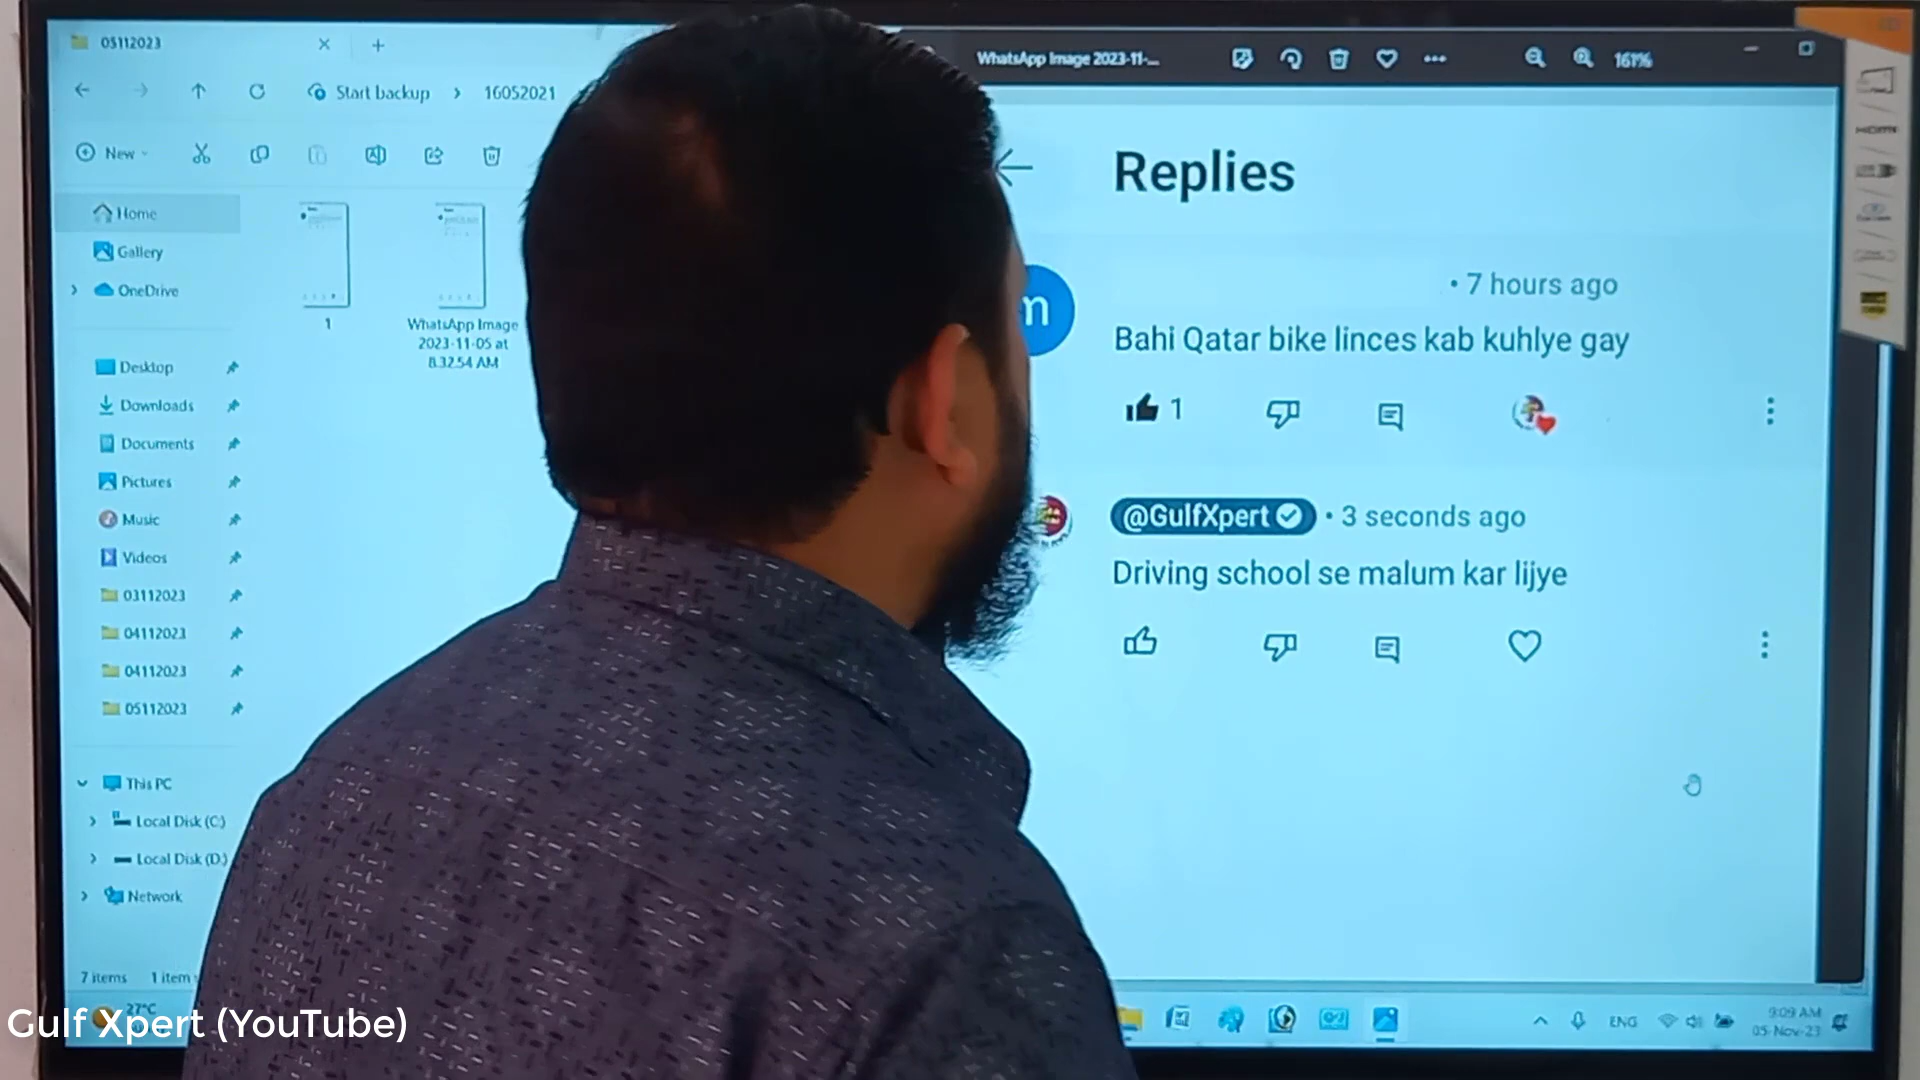 05112023
Start backup > 16052021
New
Home
Gallery
OneDrive
Desktop
Downloads
Documents
Pictures
Music
Videos
03112023
04112023
04112023
05112023
This PC
Local Disk (C:)
Local Disk (D:)
Network
7 items 1 item
27°C
1
WhatsApp Image
2023-11-05 at
8.32.54 AM
WhatsApp Image 2023-11-...
161%
Replies
n
• 7 hours ago
Bahi Qatar bike linces kab kuhlye gay
1
@GulfXpert • 3 seconds ago
Driving school se malum kar lijye
ENG
9:09 AM
05-Nov-23
HDMI
Gulf Xpert (YouTube)